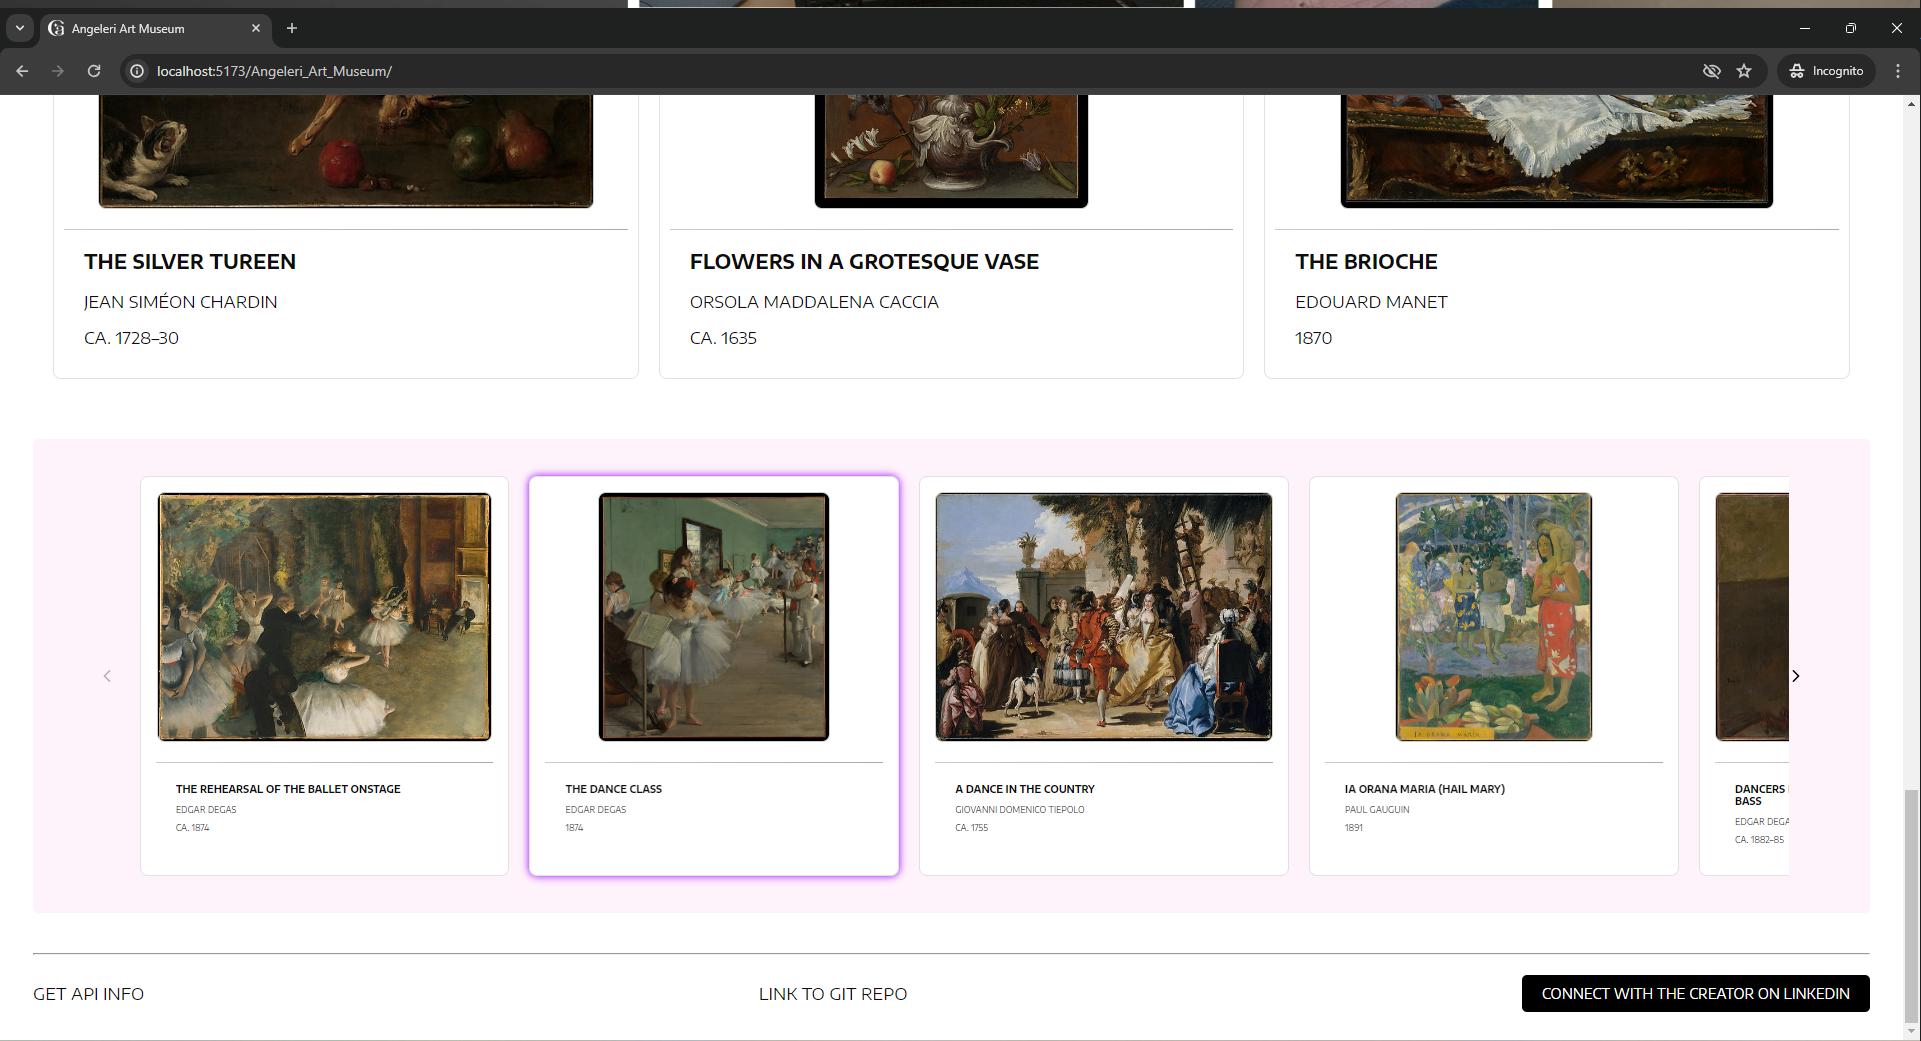 Angeleri Art Museum
localhost:5173/Angeleri_Art_Museum/
Incognito
THE SILVER TUREEN
JEAN SIMÉON CHARDIN
CA. 1728–30
FLOWERS IN A GROTESQUE VASE
ORSOLA MADDALENA CACCIA
CA. 1635
THE BRIOCHE
EDOUARD MANET
1870
THE REHEARSAL OF THE BALLET ONSTAGE
EDGAR DEGAS
CA. 1874
THE DANCE CLASS
EDGAR DEGAS
1874
A DANCE IN THE COUNTRY
GIOVANNI DOMENICO TIEPOLO
CA. 1755
IA ORANA MARIA (HAIL MARY)
PAUL GAUGUIN
1891
DANCERS
BASS
EDGAR DEGA
CA. 1882–85
GET API INFO
LINK TO GIT REPO
CONNECT WITH THE CREATOR ON LINKEDIN